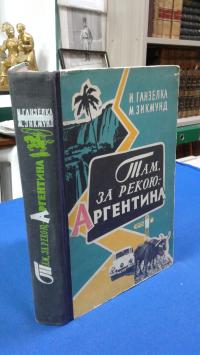 И. ГАНЗЕЛКА
М. ЗИКМУНД
ТАМ,
ЗА РЕКОЮ,-
АРГЕНТИНА
И. ГАНЗЕЛКА
М. ЗИКМУНД
ТАМ, ЗА РЕКОЮ, АРГЕНТИНА